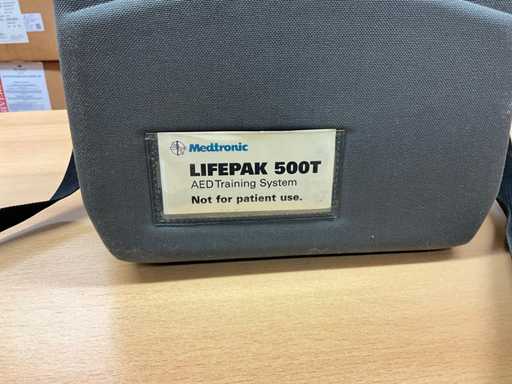 Medtronic
LIFEPAK 500T
AED Training System
Not for patient use.